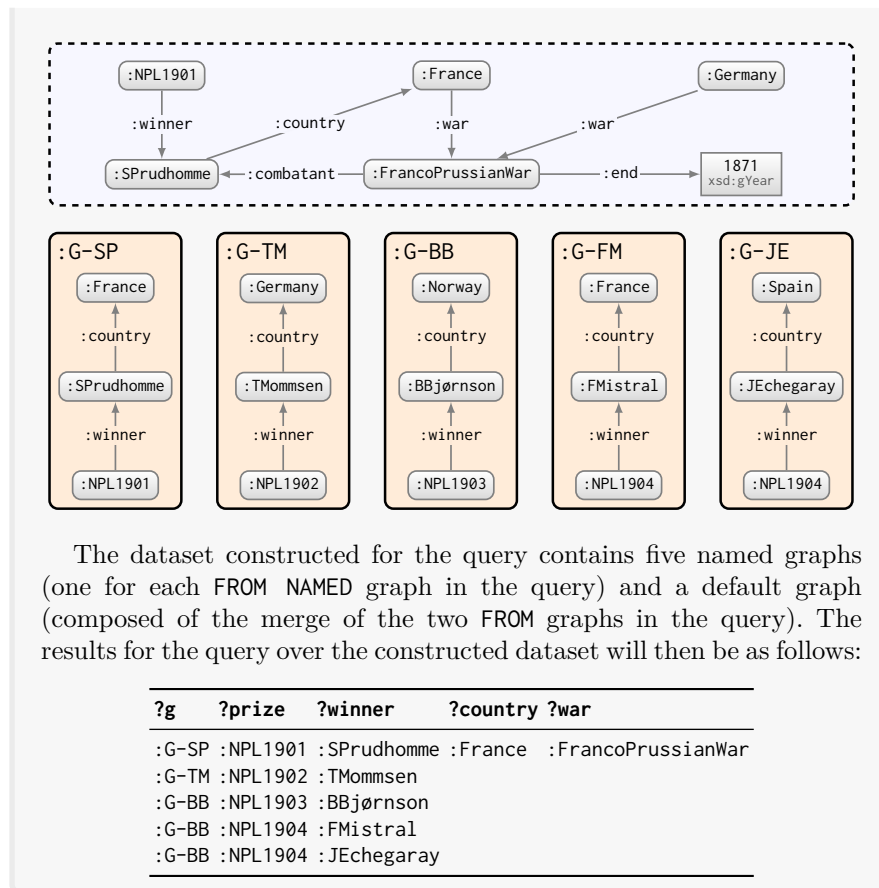 :NPL1901 :France :Germany
:winner :country :war :war
:SPrudhomme :combatant :FrancoPrussianWar :end 1871
xsd:gYear
:G-SP :G-TM :G-BB :G-FM :G-JE
:France :Germany :Norway :France :Spain
:country :country :country :country :country
:SPrudhomme :TMommsen :BBjørnson :FMistral :JEchegaray
:winner :winner :winner :winner :winner
:NPL1901 :NPL1902 :NPL1903 :NPL1904 :NPL1904
The dataset constructed for the query contains five named graphs
(one for each FROM NAMED graph in the query) and a default graph
(composed of the merge of the two FROM graphs in the query). The
results for the query over the constructed dataset will then be as follows:
?g ?prize ?winner ?country ?war
:G-SP :NPL1901 :SPrudhomme :France :FrancoPrussianWar
:G-TM :NPL1902 :TMommsen
:G-BB :NPL1903 :BBjørnson
:G-BB :NPL1904 :FMistral
:G-BB :NPL1904 :JEchegaray